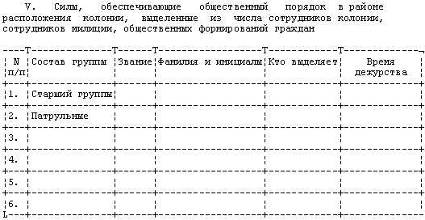 V. Силы, обеспечивающие общественный порядок в районе
расположения колонии, выделенные из числа сотрудников колонии,
сотрудников милиции, общественных формирований граждан
N п/п Состав группы Звание Фамилия и инициалы Кто выделяет Время дежурства
1. Старший группы
2. Патрульные
3.
4.
5.
6.